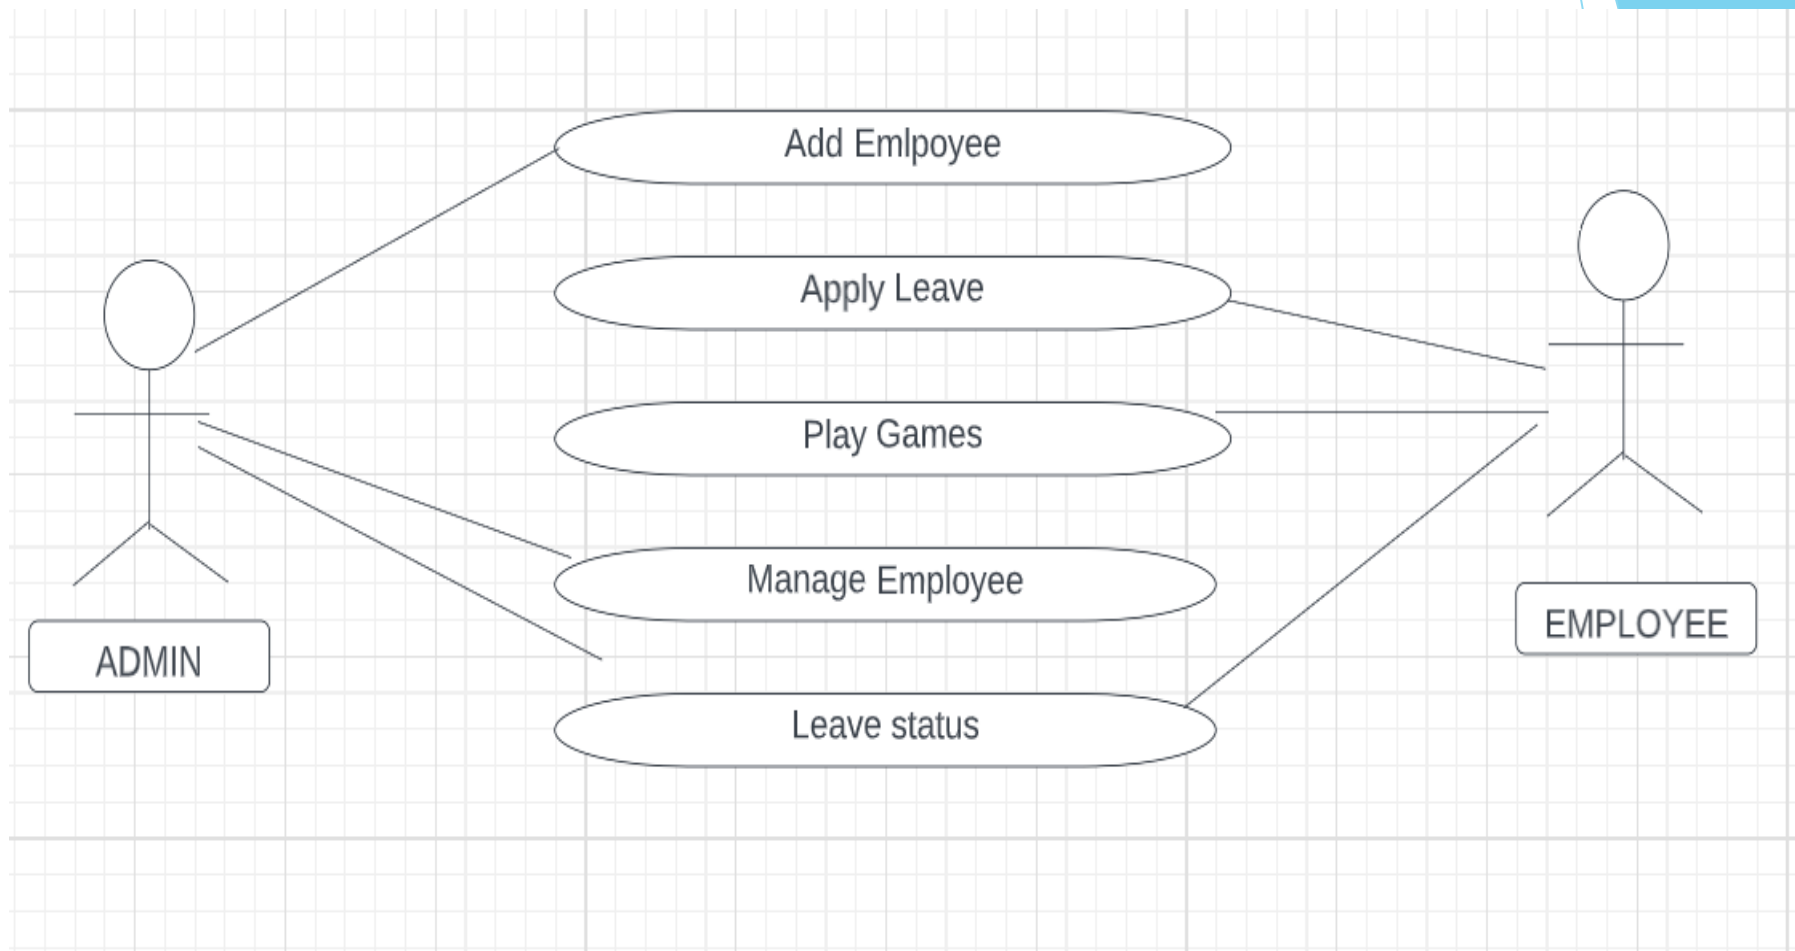 Add Emlpoyee
Apply Leave
Play Games
Manage Employee
Leave status
ADMIN
EMPLOYEE